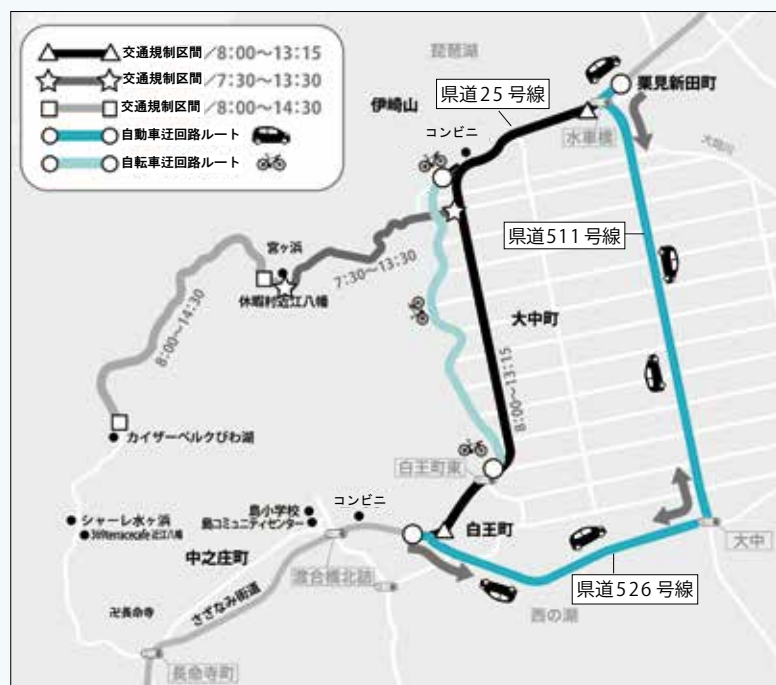 交通規制区間/8:00〜13:15
交通規制区間/7:30〜13:30
交通規制区間/8:00〜14:30
自動車迂回路ルート
自転車迂回路ルート
琵琶湖
伊崎山
県道25号線
栗見新田町
コンビニ
水車橋
大同川
県道511号線
宮ヶ浜
7:30〜13:30
休暇村近江八幡
大中町
8:00〜14:30
8:00〜13:15
カイザーベルクびわ湖
白王町東
コンビニ
島小学校
島コミュニティセンター
シャーレ水ヶ浜
白王町
大中
中之庄町
渡合橋北詰
県道526号線
さざなみ街道
西の湖
卍長命寺
長命寺町